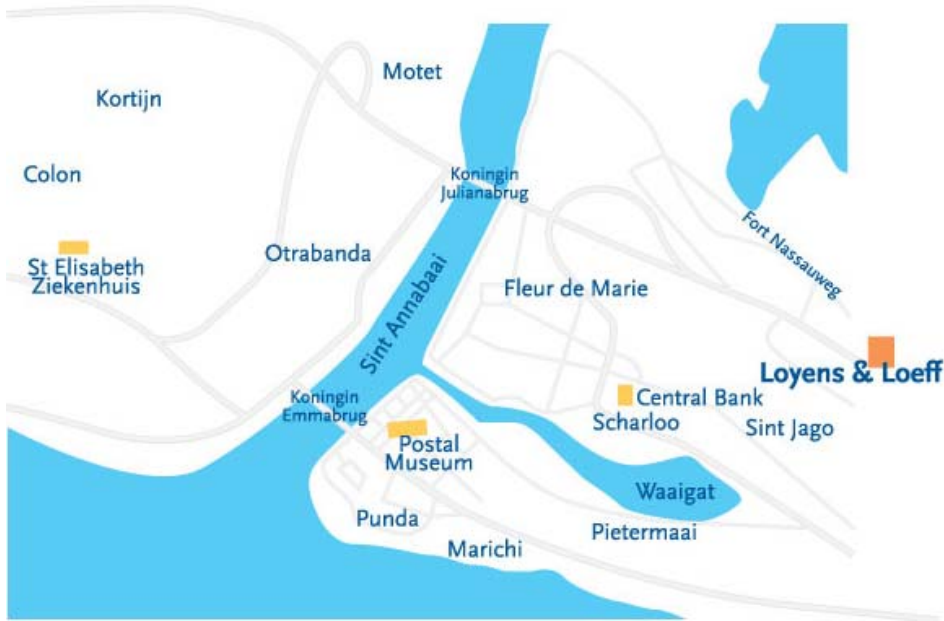 Motet
Kortijn
Colon
Koningin
Julianabrug
St Elisabeth
Ziekenhuis
Otrabanda
Fort Nassauweg
Sint Annabaai
Fleur de Marie
Loyens & Loeff
Koningin
Emmabrug
Central Bank
Scharloo
Sint Jago
Postal
Museum
Waaigat
Punda
Pietermaai
Marichi